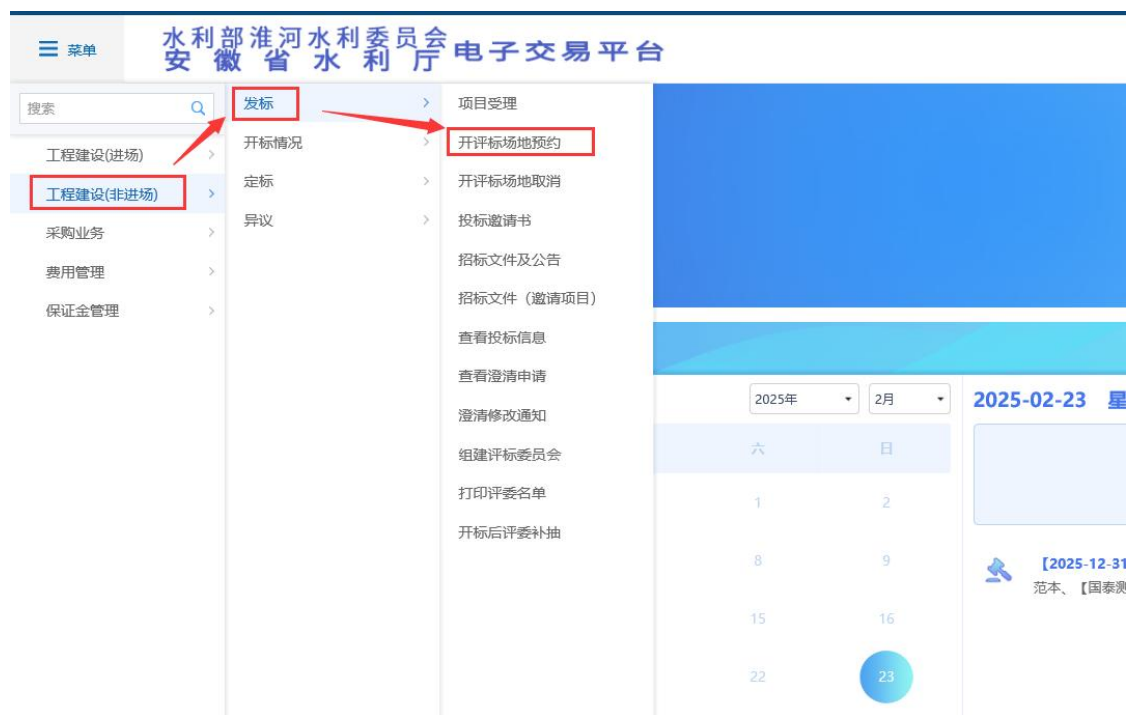 菜单
水利部淮河水利委员会
安徽省水利厅
电子交易平台
搜索
工程建设(进场)
工程建设(非进场)
采购业务
费用管理
保证金管理
发标
开标情况
定标
异议
项目受理
开评标场地预约
开评标场地取消
投标邀请书
招标文件及公告
招标文件（邀请项目）
查看投标信息
查看澄清申请
澄清修改通知
组建评标委员会
打印评委名单
开标后评委补抽
2025年
2月
六
日
1
2
8
9
15
16
22
23
2025-02-23 星
【2025-12-31
范本、【国泰测